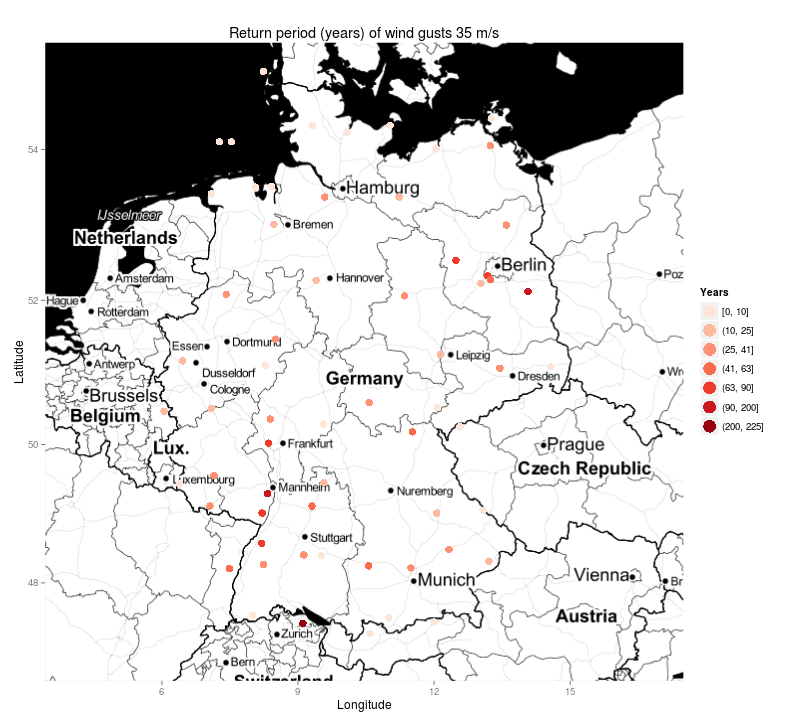 Return period (years) of wind gusts 35 m/s
Latitude
54
52
50
48
6
9
12
15
Longitude
Hamburg
IJsselmeer
Netherlands
Bremen
Berlin
Amsterdam
Hannover
Poz
Hague
Rotterdam
Essen
Dortmund
Leipzig
Antwerp
Dusseldorf
Germany
Dresden
Wr
Cologne
Brussels
Belgium
Lux.
Frankfurt
Prague
Czech Republic
Luxembourg
Mannheim
Nuremberg
Stuttgart
Munich
Vienna
Br
Austria
Zurich
Bern
Switzerland
Years
[0, 10]
(10, 25]
(25, 41]
(41, 63]
(63, 90]
(90, 200]
(200, 225]